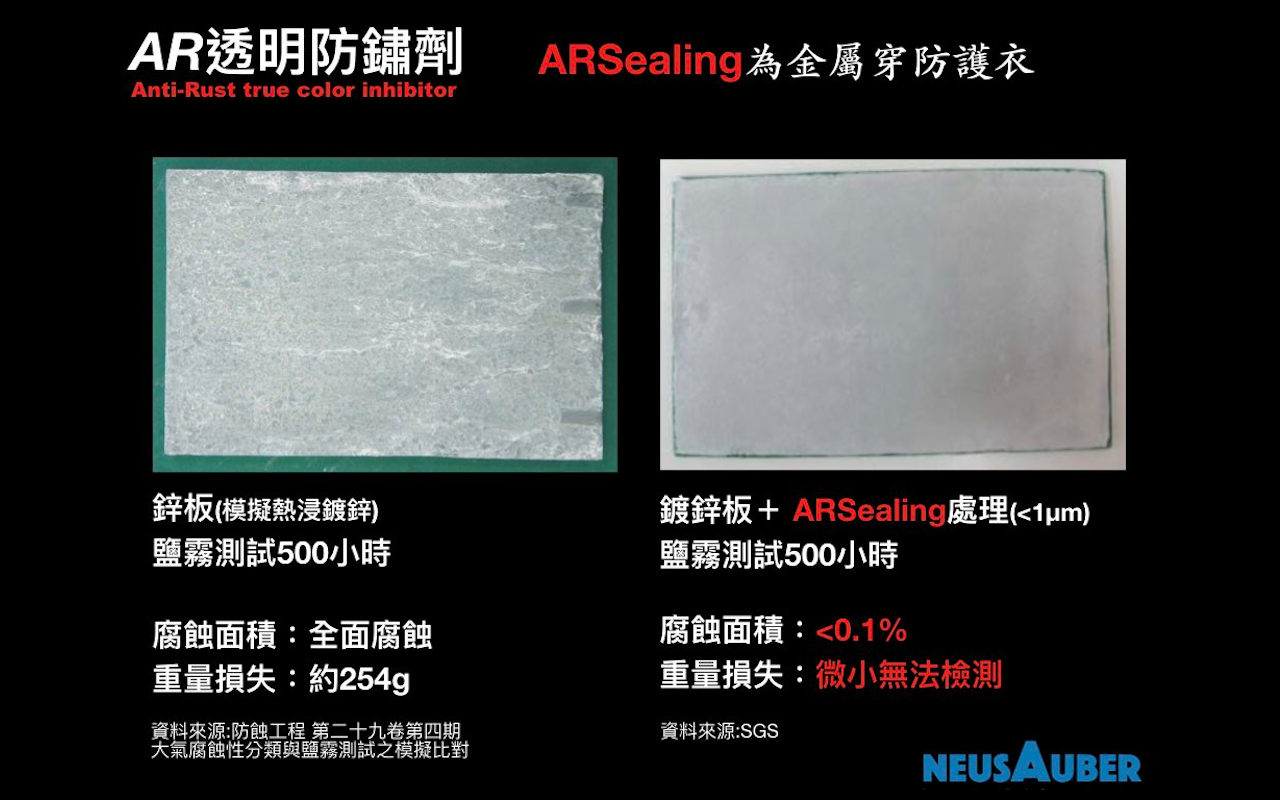 AR透明防鏽劑
Anti-Rust true color inhibitor
ARSealing為金屬穿防護衣
鋅板(模擬熱浸鍍鋅)
鹽霧測試500小時
腐蝕面積：全面腐蝕
重量損失：約254g
資料來源:防蝕工程 第二十九卷第四期
大氣腐蝕性分類與鹽霧測試之模擬比對
鍍鋅板＋ ARSealing處理(<1μm)
鹽霧測試500小時
腐蝕面積：<0.1%
重量損失：微小無法檢測
資料來源:SGS
NEUSAUBER